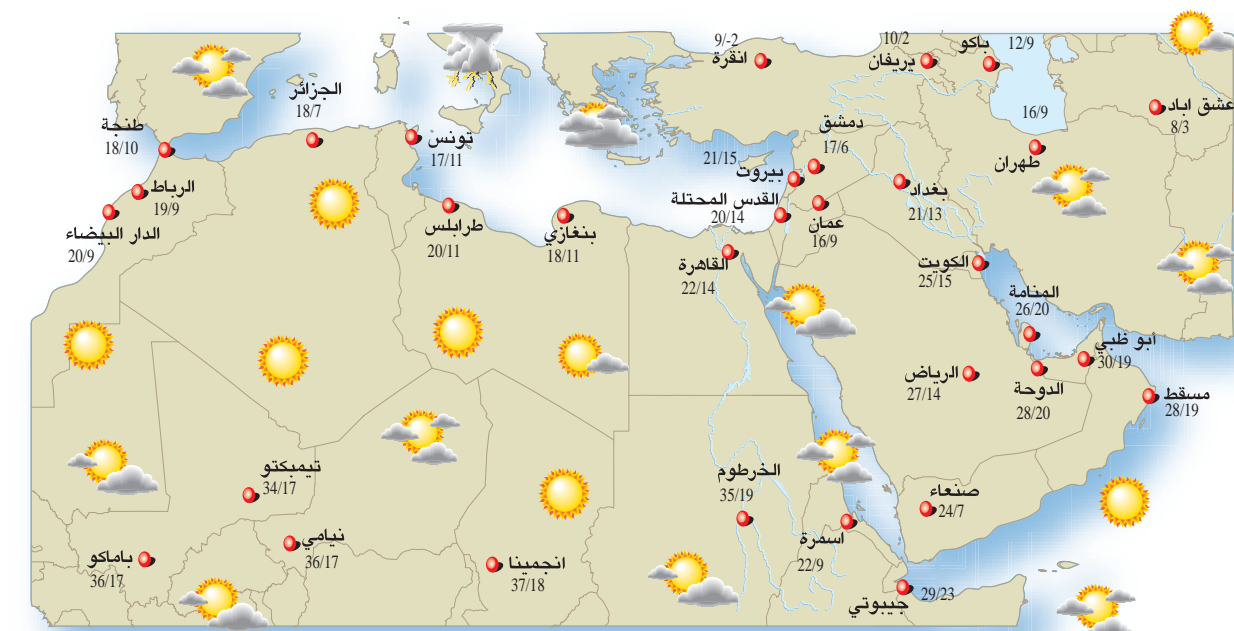 9/-2
انقرة
10/2
يريفان
باكو
12/9
عشق اباد
8/3
16/9
طهران
الجزائر
18/7
طنجة
18/10
تونس
17/11
دمشق
17/6
21/15
بيروت
بغداد
21/13
الرباط
19/9
الدار البيضاء
20/9
طرابلس
20/11
بنغازي
18/11
القدس المحتلة
20/14
عمان
16/9
القاهرة
22/14
الكويت
25/15
المنامة
26/20
أبو ظبي
30/19
الرياض
27/14
الدوحة
28/20
مسقط
28/19
تيمبكتو
34/17
الخرطوم
35/19
صنعاء
24/7
نيامي
36/17
باماكو
36/17
انجمينا
37/18
اسمرة
22/9
29/23
جيبوتي